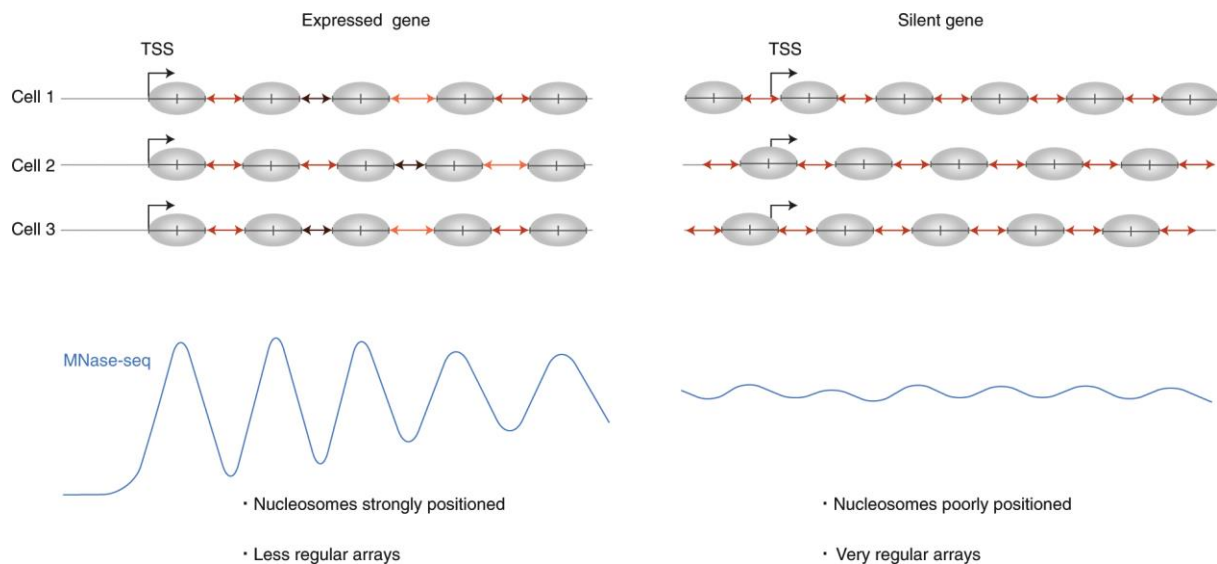 Expressed gene
Silent gene
TSS
TSS
Cell 1
Cell 2
Cell 3
MNase-seq
· Nucleosomes strongly positioned
· Nucleosomes poorly positioned
· Less regular arrays
· Very regular arrays